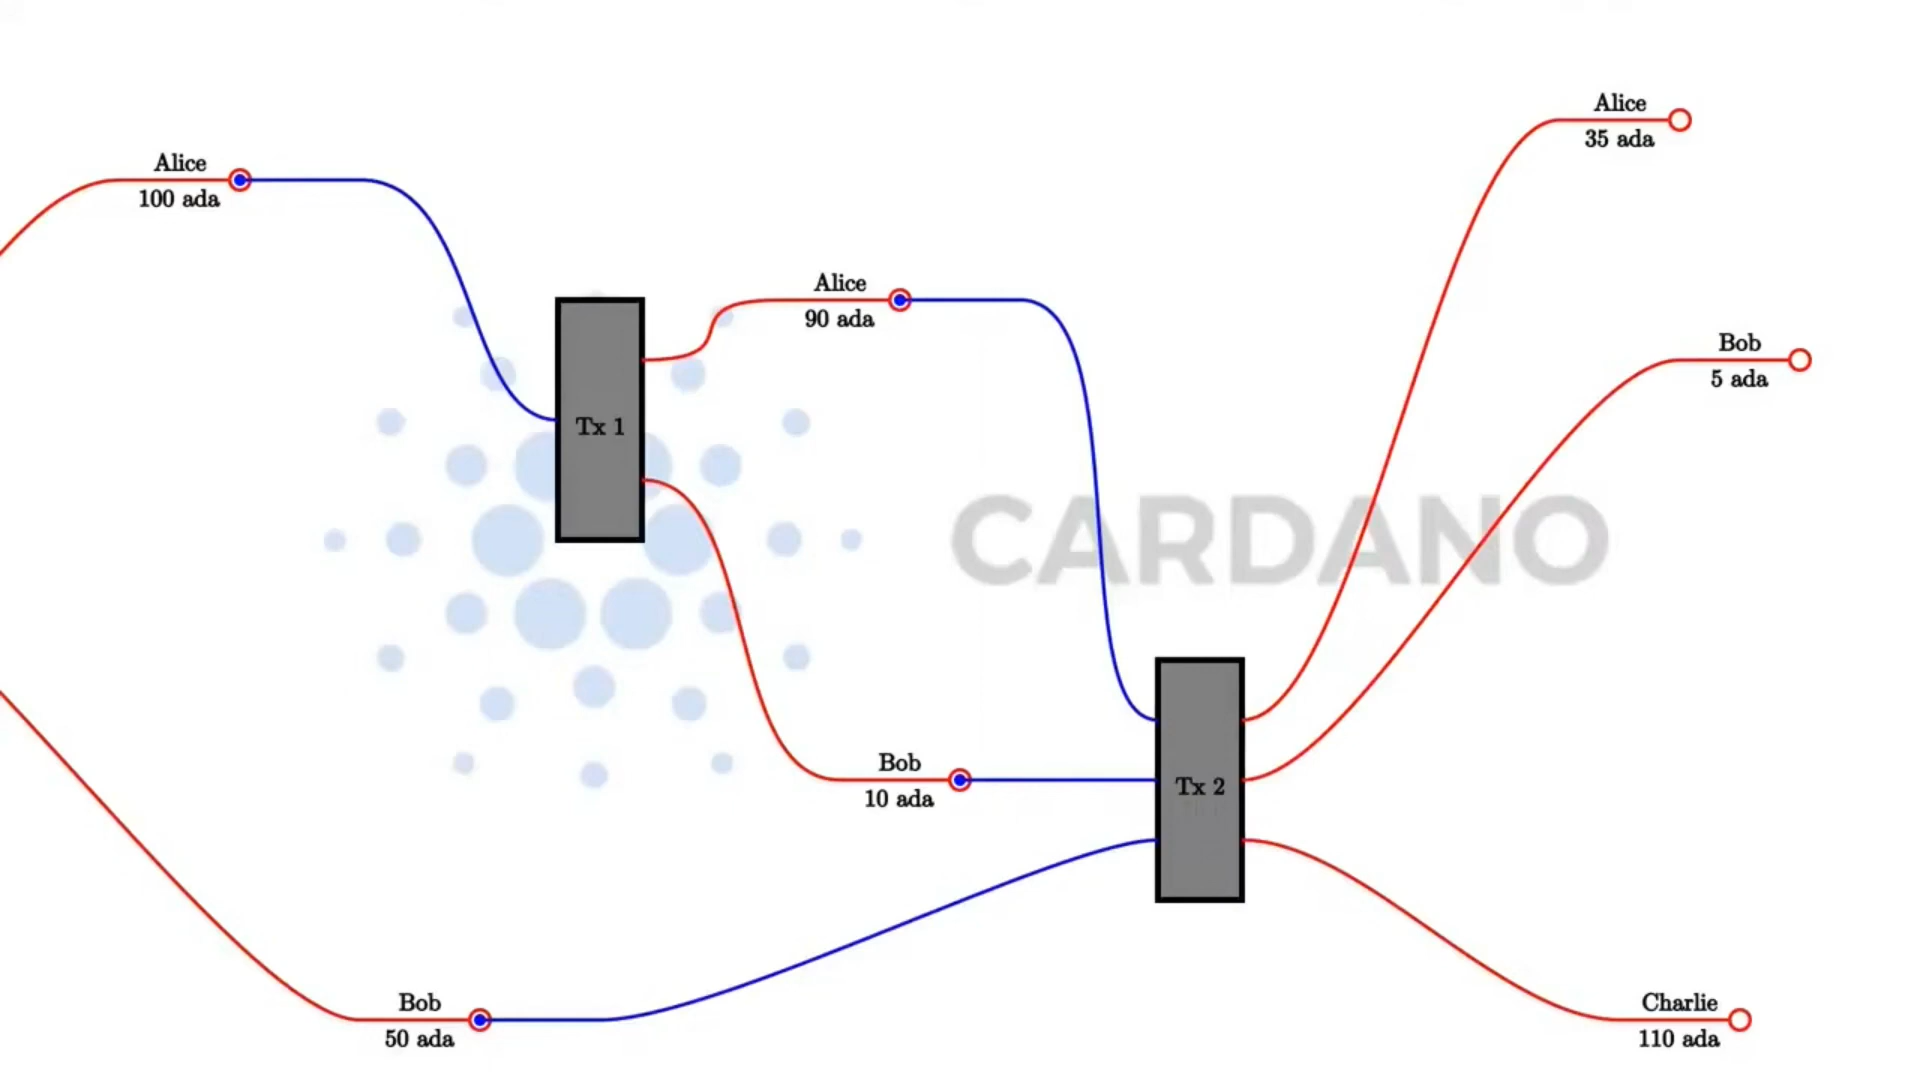 Alice
35 ada
Alice
100 ada
Alice
90 ada
Bob
5 ada
Tx 1
CARDANO
Bob
10 ada
Tx 2
Bob
50 ada
Charlie
110 ada